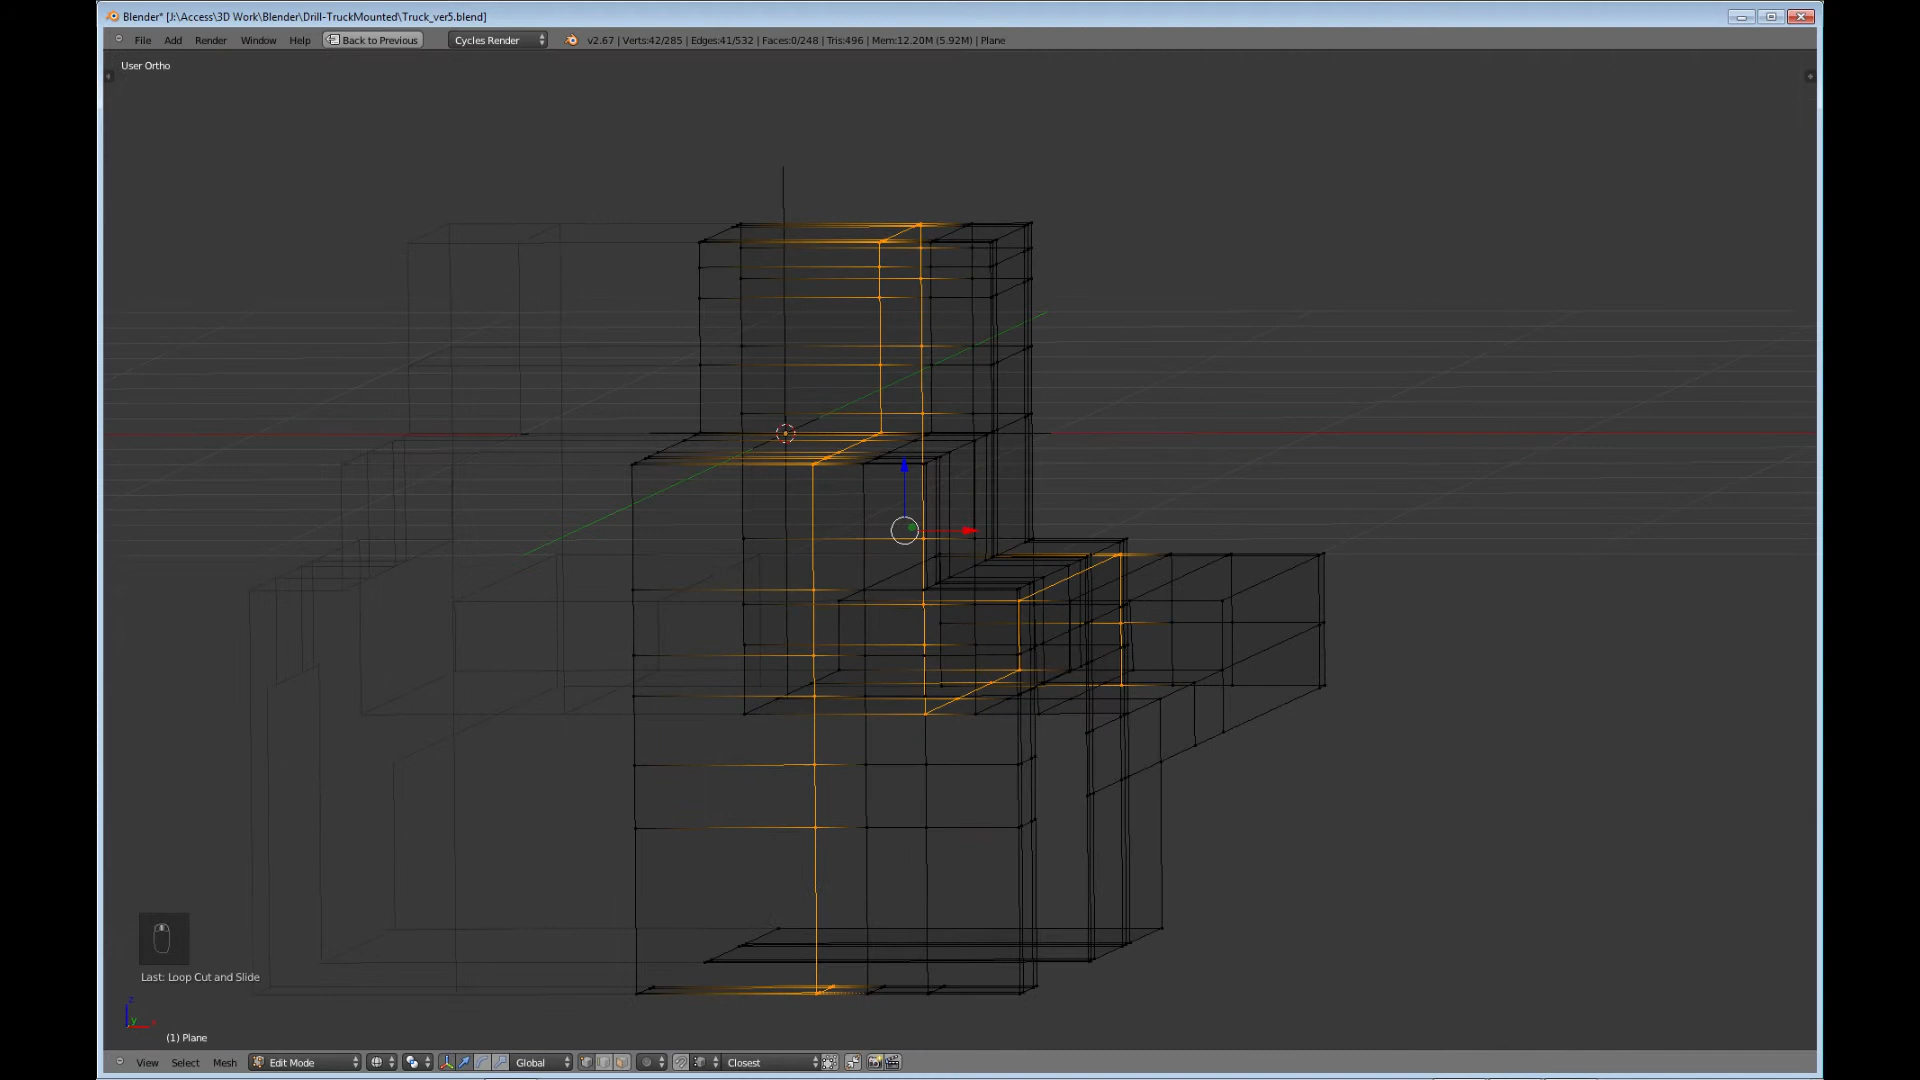 Blender* [J:\Access\3D Work\Blender\Drill-TruckMounted\Truck_ver5.blend]
File Add Render Window Help Back to Previous Cycles Render v2.67 | Verts:42/285 | Edges:41/532 | Faces:0/248 | Tris:496 | Mem:12.20M (5.92M) | Plane
User Ortho
Last: Loop Cut and Slide
z
y x
(1) Plane
View Select Mesh Edit Mode Global Closest